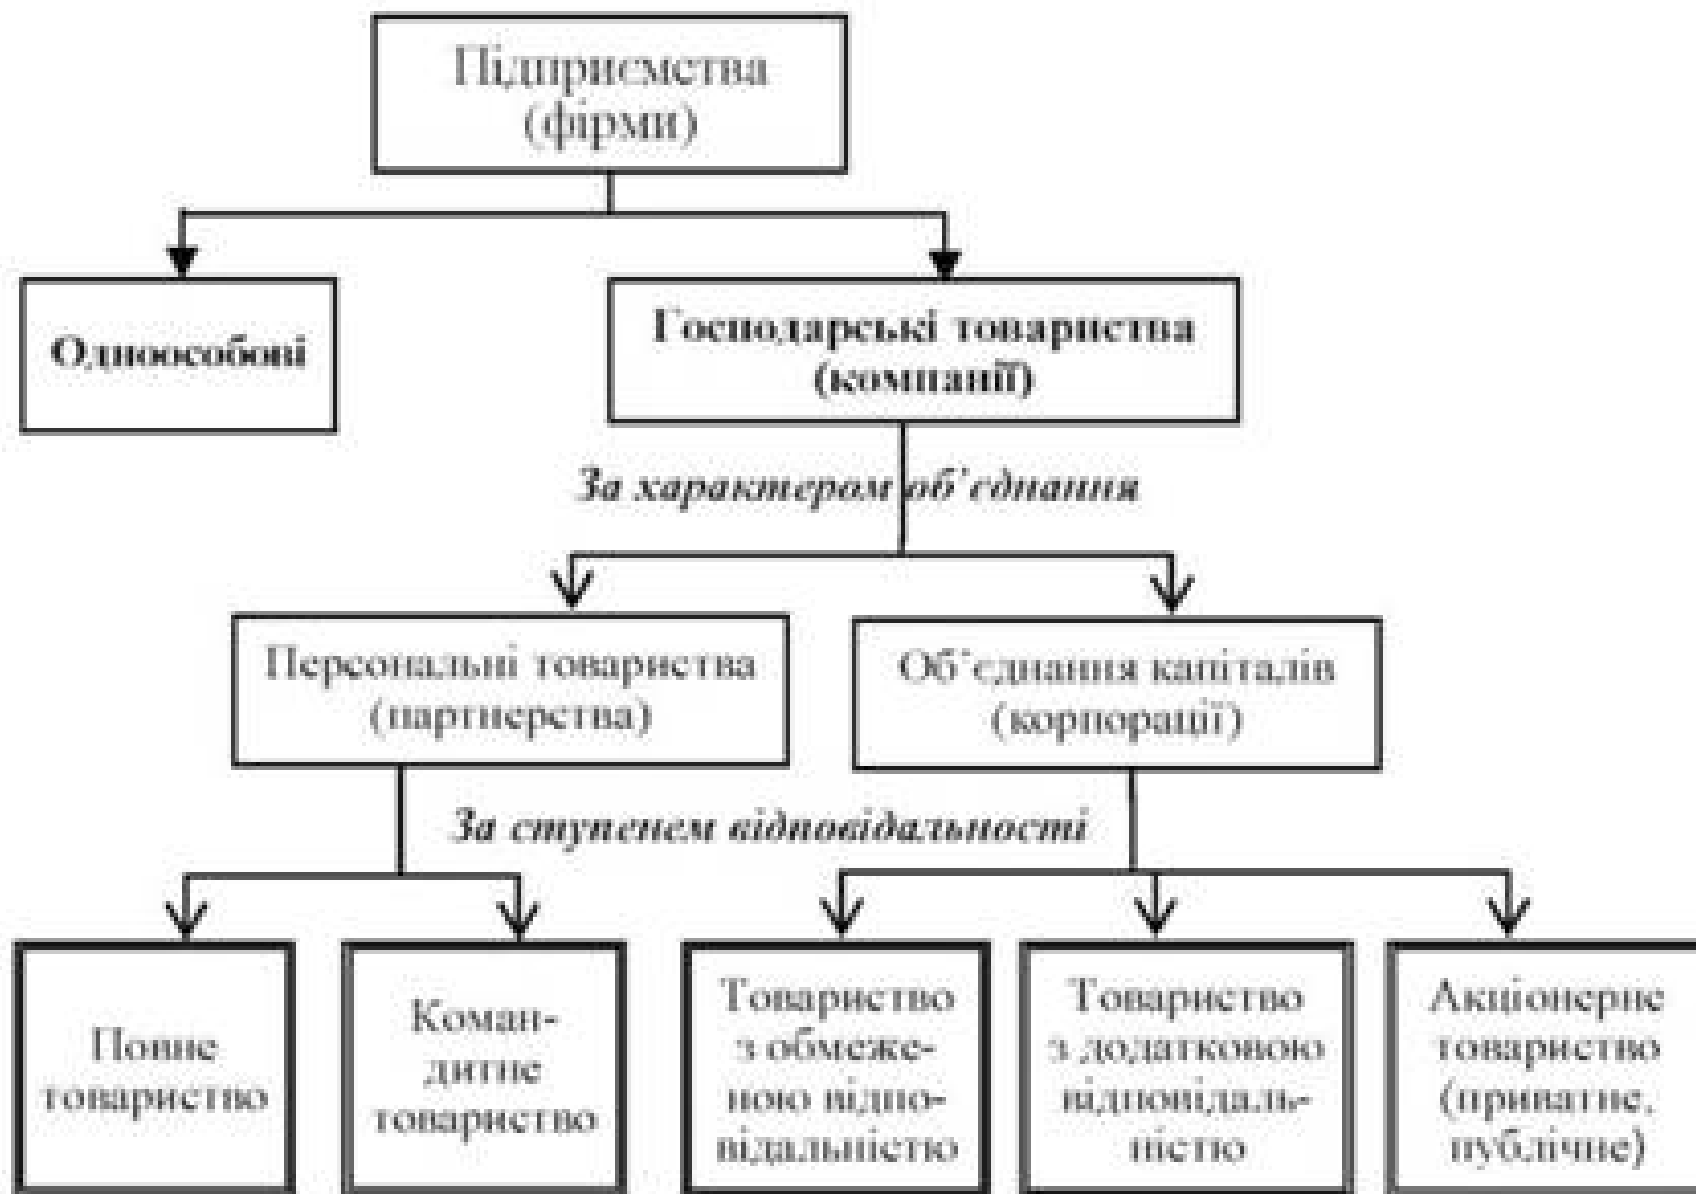 Підприємства
(фірми)
Одноособові
Господарські товариства
(компанії)
За характером об`єднання
Персональні товариства
(партнерства)
Об`єднання капіталів
(корпорації)
За ступенем відповідальності
Повне
товариство
Коман-
дитне
товариство
Товариство
з обмеже-
ною відпо-
відальністю
Товариство
з додатковою
відповідаль-
ністю
Акціонерне
товариство
(приватне,
публічне)